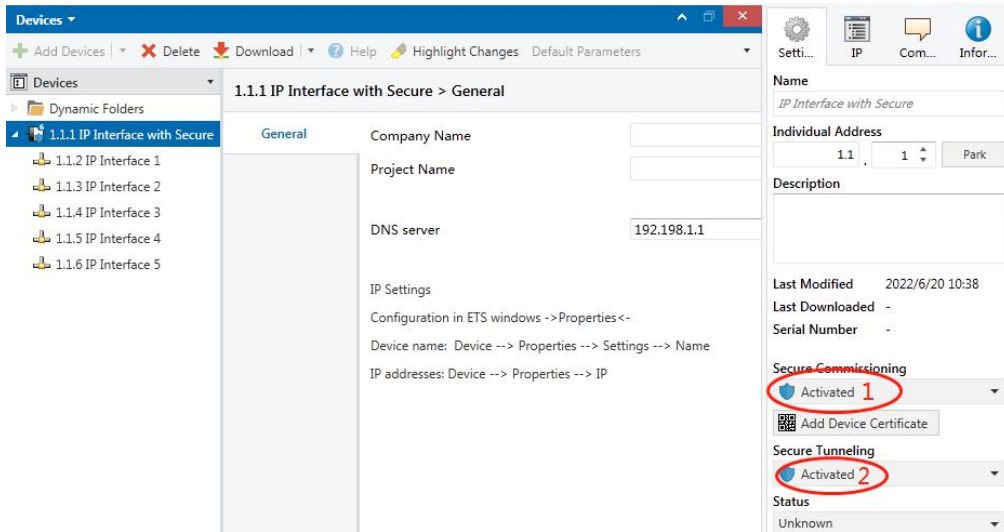 Devices
Add Devices Delete Download Help Highlight Changes Default Parameters
Devices
Dynamic Folders
1.1.1 IP Interface with Secure
1.1.2 IP Interface 1
1.1.3 IP Interface 2
1.1.4 IP Interface 3
1.1.5 IP Interface 4
1.1.6 IP Interface 5
1.1.1 IP Interface with Secure > General
General
Company Name
Project Name
DNS server 192.198.1.1
IP Settings
Configuration in ETS windows ->Properties<-
Device name: Device --> Properties --> Settings --> Name
IP addresses: Device --> Properties --> IP
Setti... IP Com... Infor...
Name
IP Interface with Secure
Individual Address
1.1 . 1 Park
Description
Last Modified 2022/6/20 10:38
Last Downloaded -
Serial Number -
Secure Commissioning
Activated 1
Add Device Certificate
Secure Tunneling
Activated 2
Status
Unknown